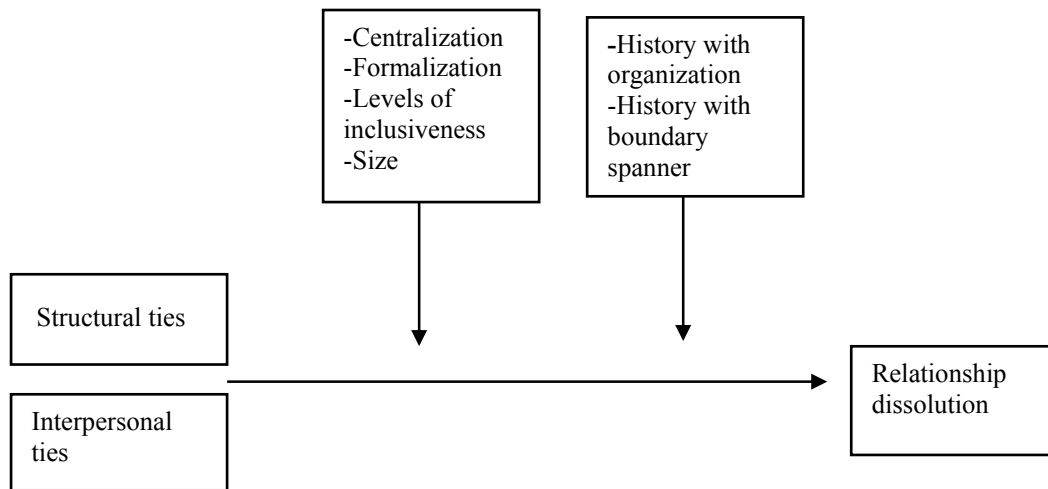 -Centralization
-Formalization
-Levels of
inclusiveness
-Size
-History with
organization
-History with
boundary
spanner
Structural ties
Interpersonal
ties
Relationship
dissolution